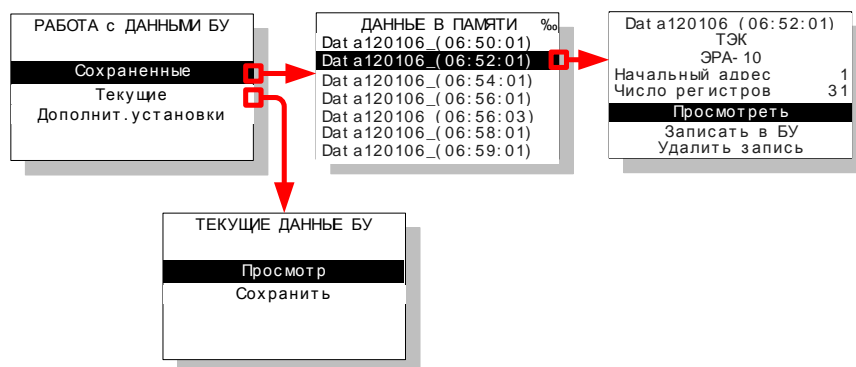 РАБОТА с ДАННЫМИ БУ
Сохраненные
Текущие
Дополнит.установки
ДАННЫЕ В ПАМЯТИ ‰
Data120106_(06:50:01)
Data120106_(06:52:01)
Data120106_(06:54:01)
Data120106_(06:56:01)
Data120106_(06:56:03)
Data120106_(06:58:01)
Data120106_(06:59:01)
Data120106_(06:52:01)
ТЭК
ЭРА-10
Начальный адрес 1
Число регистров 31
Просмотреть
Записать в БУ
Удалить запись
ТЕКУЩИЕ ДАННЫЕ БУ
Просмотр
Сохранить